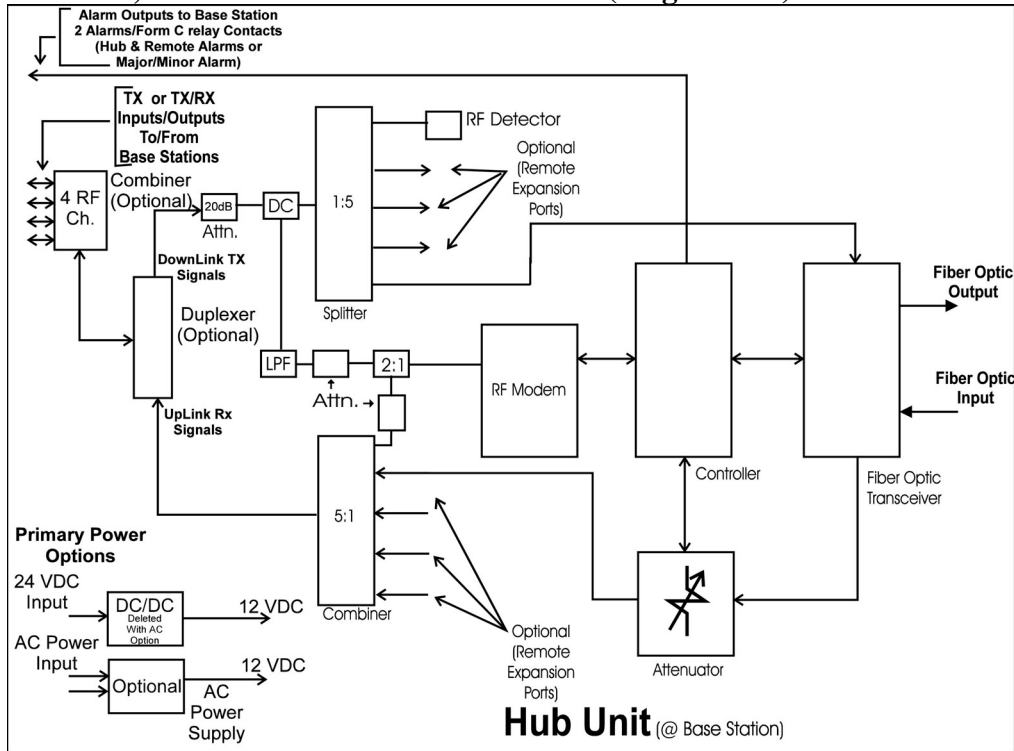 Alarm Outputs to Base Station
2 Alarms/Form C relay Contacts
(Hub & Remote Alarms or
Major/Minor Alarm)
TX or TX/RX
Inputs/Outputs
To/From
Base Stations
Combiner
(Optional)
4 RF
Ch.
20dB
Attn.
DC
1:5
Splitter
RF Detector
Optional
(Remote
Expansion
Ports)
DownLink TX
Signals
Duplexer
(Optional)
LPF
Attn.
2:1
RF Modem
Controller
Fiber Optic
Output
Fiber Optic
Input
Fiber Optic
Transceiver
UpLink Rx
Signals
5:1
Combiner
Optional
(Remote
Expansion
Ports)
Attenuator
Primary Power
Options
24 VDC
Input
DC/DC
Deleted
With AC
Option
12 VDC
AC Power
Input
Optional
12 VDC
AC
Power
Supply
Hub Unit (@ Base Station)